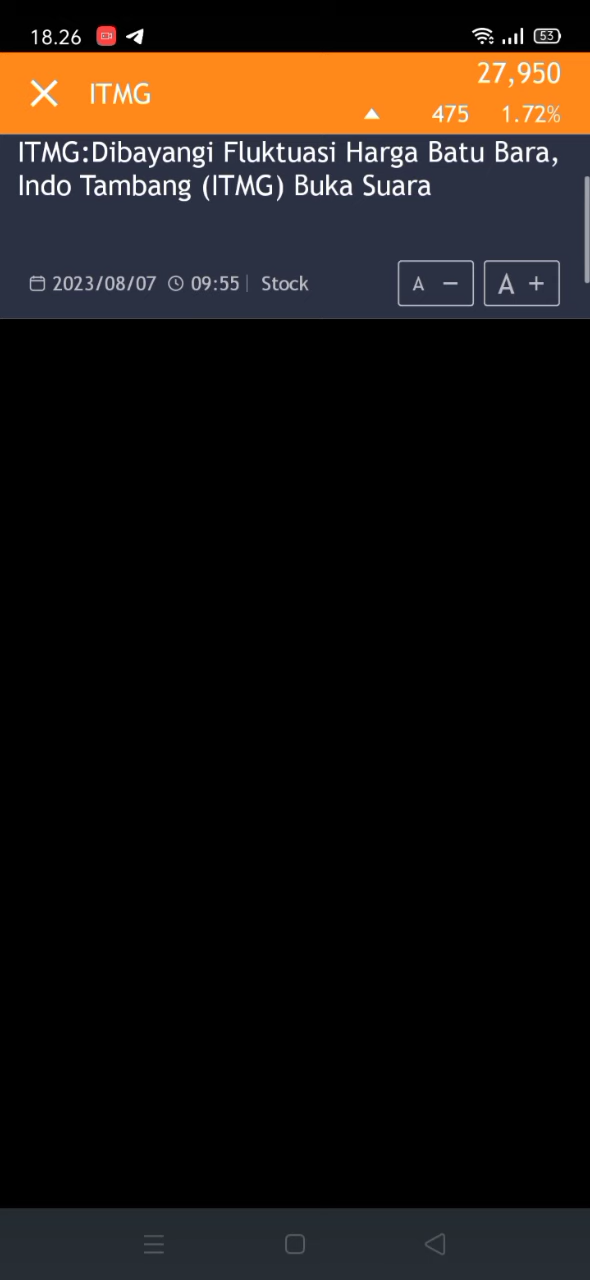 18.26
53
ITMG
27,950
▲ 475 1.72%
ITMG:Dibayangi Fluktuasi Harga Batu Bara,
Indo Tambang (ITMG) Buka Suara
2023/08/07 09:55 | Stock
A − A +